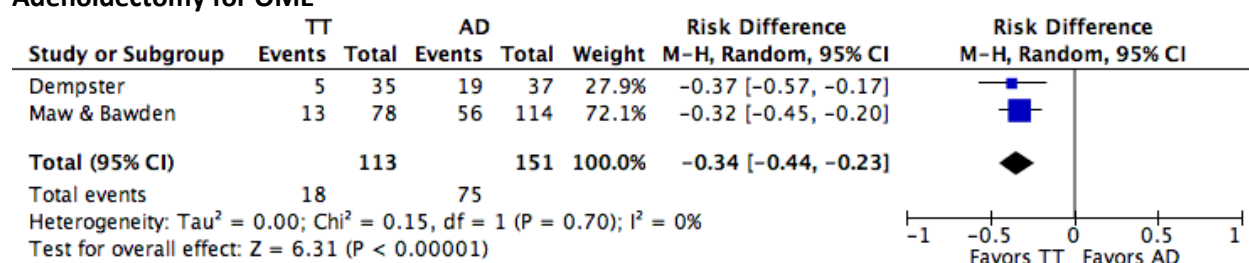 Adenoidectomy for OME
TT AD Risk Difference Risk Difference
Study or Subgroup Events Total Events Total Weight M-H, Random, 95% CI M-H, Random, 95% CI
Dempster 5 35 19 37 27.9% -0.37 [-0.57, -0.17]
Maw & Bawden 13 78 56 114 72.1% -0.32 [-0.45, -0.20]
Total (95% CI) 113 151 100.0% -0.34 [-0.44, -0.23]
Total events 18 75
Heterogeneity: Tau² = 0.00; Chi² = 0.15, df = 1 (P = 0.70); I² = 0%
Test for overall effect: Z = 6.31 (P < 0.00001)
-1 -0.5 0 0.5 1
Favors TT Favors AD